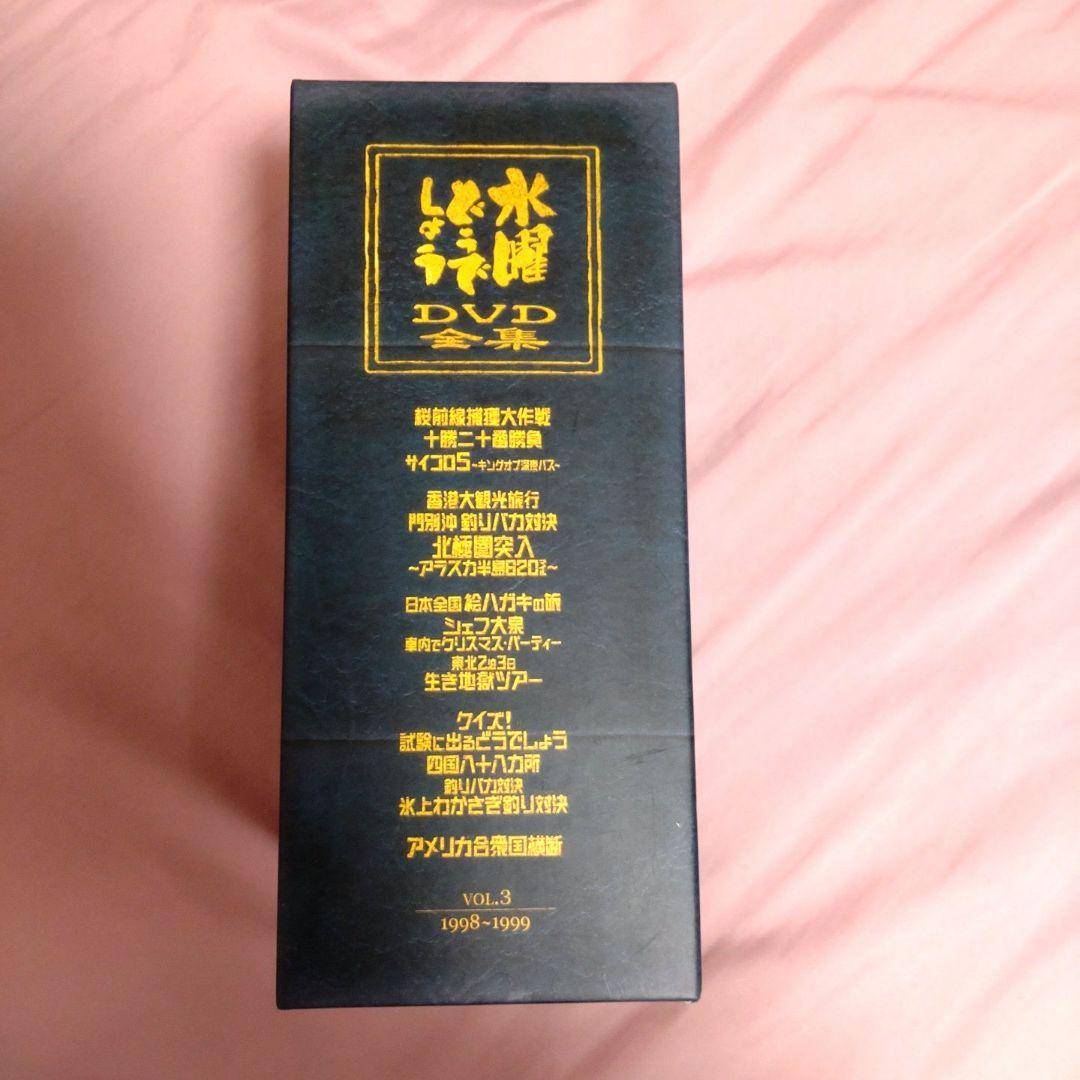 水曜
どうで
しょう
DVD
全集
桜前線捕獲大作戦
十勝二十番勝負
サイコロ5~キングオブ深夜バス~
香港大観光旅行
門別沖 釣りバカ対決
北極圏突入
~アラスカ半島620マイル~
日本全国 絵ハガキの旅
シェフ大泉
車内でクリスマス・パーティー
東北2泊3日
生き地獄ツアー
クイズ!
試験に出るどうでしょう
四国八十八カ所
釣りバカ対決
氷上わかさぎ釣り対決
アメリカ合衆国横断
VOL.3
1998~1999